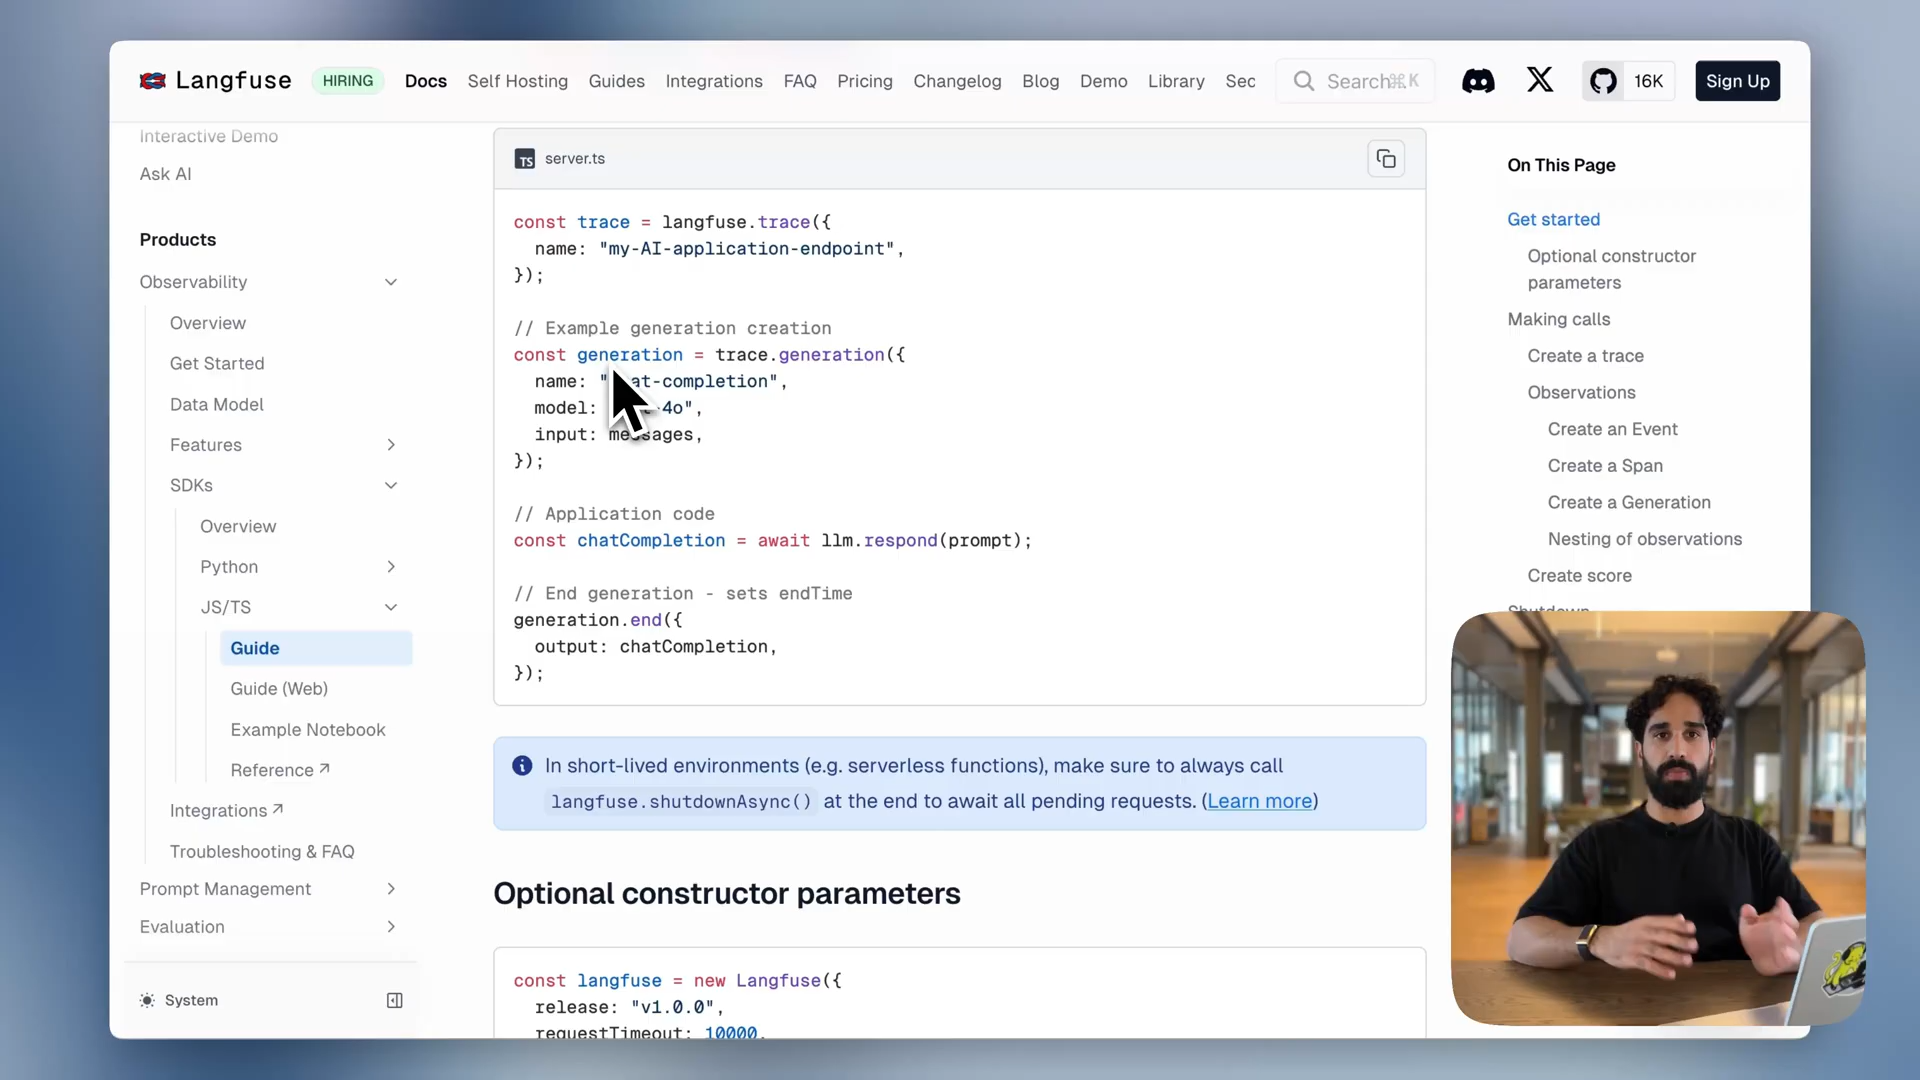 Langfuse HIRING Docs Self Hosting Guides Integrations FAQ Pricing Changelog Blog Demo Library Sec Search ⌘K 16K Sign Up
Interactive Demo
Ask AI
Products
Observability
Overview
Get Started
Data Model
Features
SDKs
Overview
Python
JS/TS
Guide
Guide (Web)
Example Notebook
Reference ↗
Integrations ↗
Troubleshooting & FAQ
Prompt Management
Evaluation
System
TS server.ts
const trace = langfuse.trace({
  name: "my-AI-application-endpoint",
});
// Example generation creation
const generation = trace.generation({
  name: "at-completion",
  model: 4o",
  input: messages,
});
// Application code
const chatCompletion = await llm.respond(prompt);
// End generation - sets endTime
generation.end({
  output: chatCompletion,
});
In short-lived environments (e.g. serverless functions), make sure to always call
langfuse.shutdownAsync() at the end to await all pending requests. (Learn more)
Optional constructor parameters
const langfuse = new Langfuse({
  release: "v1.0.0",
  requestTimeout: 10000,
On This Page
Get started
Optional constructor
parameters
Making calls
Create a trace
Observations
Create an Event
Create a Span
Create a Generation
Nesting of observations
Create score
Shutdown